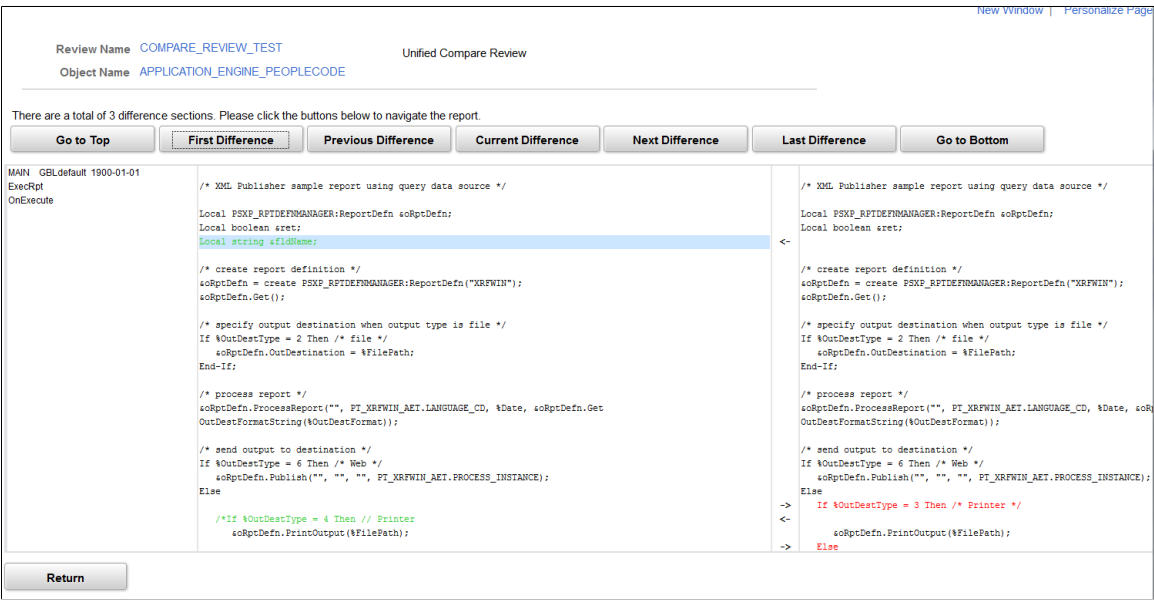 New Window | Personalize Page
Review Name COMPARE_REVIEW_TEST
Unified Compare Review
Object Name APPLICATION_ENGINE_PEOPLECODE
There are a total of 3 difference sections. Please click the buttons below to navigate the report.
Go to Top First Difference Previous Difference Current Difference Next Difference Last Difference Go to Bottom
MAIN GBLdefault 1900-01-01
ExecRpt
OnExecute
/* XML Publisher sample report using query data source */
Local PSXP_RPTDEFNMANAGER:ReportDefn &oRptDefn;
Local boolean &ret;
Local string &fldName;
/* create report definition */
&oRptDefn = create PSXP_RPTDEFNMANAGER:ReportDefn("XRFWIN");
&oRptDefn.Get();
/* specify output destination when output type is file */
If %OutDestType = 2 Then /* file */
&oRptDefn.OutDestination = %FilePath;
End-If;
/* process report */
&oRptDefn.ProcessReport("", PT_XRFWIN_AET.LANGUAGE_CD, %Date, &oRptDefn.Get
OutDestFormatString(%OutDestFormat));
/* send output to destination */
If %OutDestType = 6 Then /* Web */
&oRptDefn.Publish("", "", "", PT_XRFWIN_AET.PROCESS_INSTANCE);
Else
/*If %OutDestType = 4 Then // Printer
&oRptDefn.PrintOutput(%FilePath);
/* XML Publisher sample report using query data source */
Local PSXP_RPTDEFNMANAGER:ReportDefn &oRptDefn;
Local boolean &ret;
<-
/* create report definition */
&oRptDefn = create PSXP_RPTDEFNMANAGER:ReportDefn("XRFWIN");
&oRptDefn.Get();
/* specify output destination when output type is file */
If %OutDestType = 2 Then /* file */
&oRptDefn.OutDestination = %FilePath;
End-If;
/* process report */
&oRptDefn.ProcessReport("", PT_XRFWIN_AET.LANGUAGE_CD, %Date, &oR
OutDestFormatString(%OutDestFormat));
/* send output to destination */
If %OutDestType = 6 Then /* Web */
&oRptDefn.Publish("", "", "", PT_XRFWIN_AET.PROCESS_INSTANCE);
Else
-> If %OutDestType = 3 Then /* Printer */
<-
&oRptDefn.PrintOutput(%FilePath);
-> Else
Return